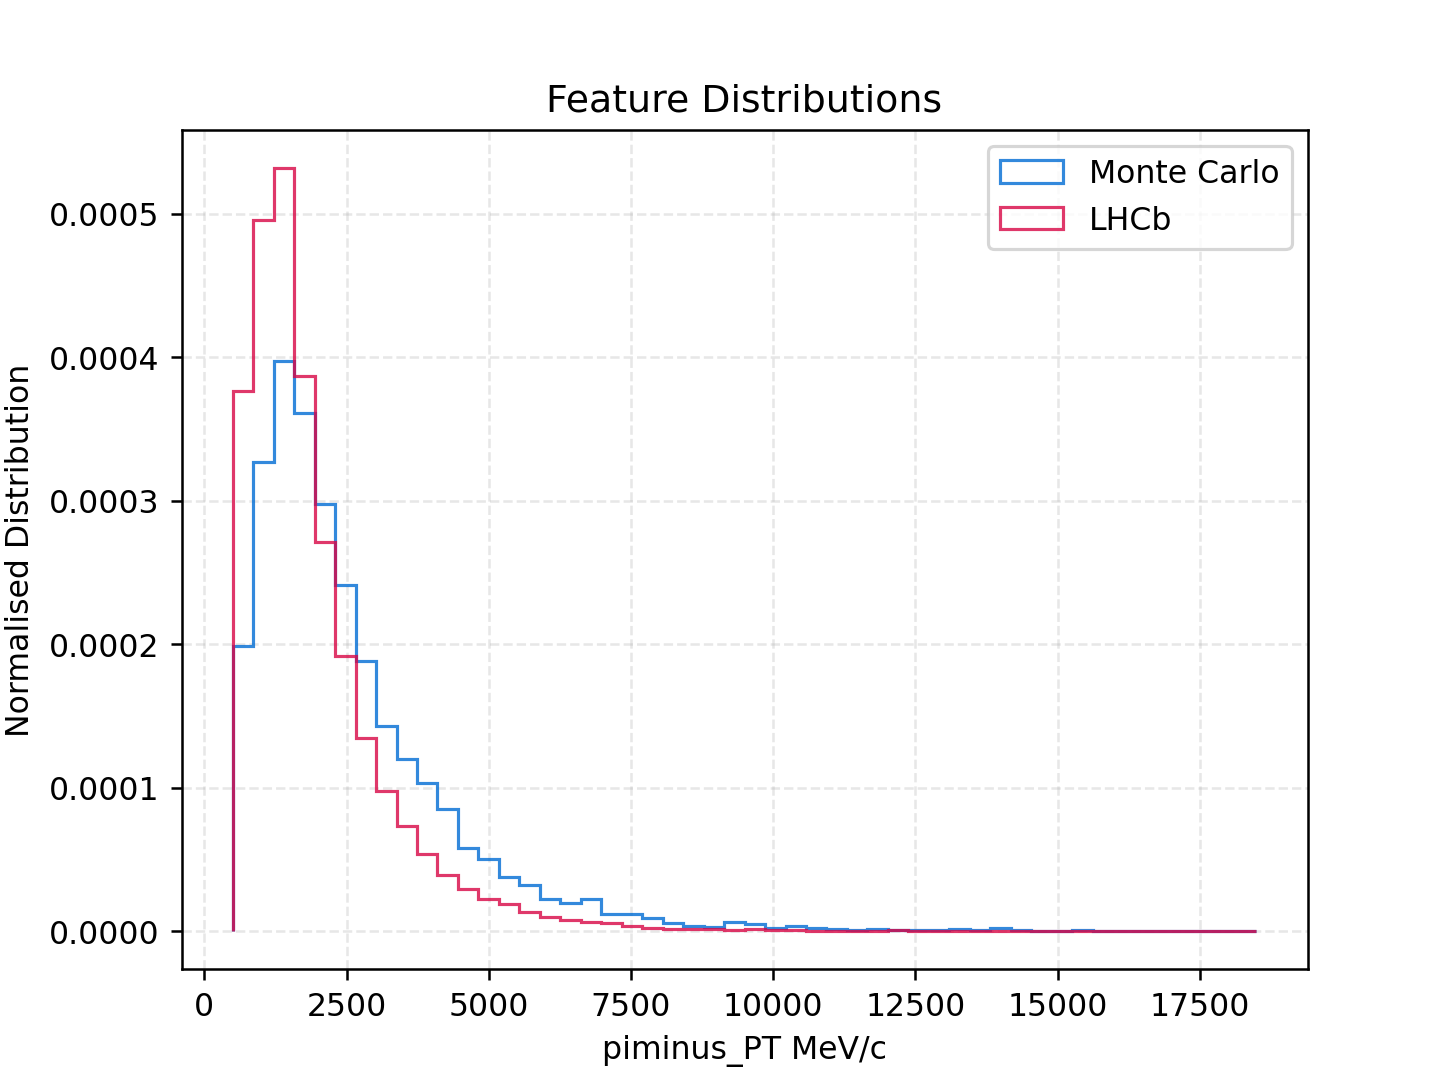 Feature Distributions
Monte Carlo
LHCb
Normalised Distribution
0.0005
0.0004
0.0003
0.0002
0.0001
0.0000
0 2500 5000 7500 10000 12500 15000 17500
piminus_PT MeV/c